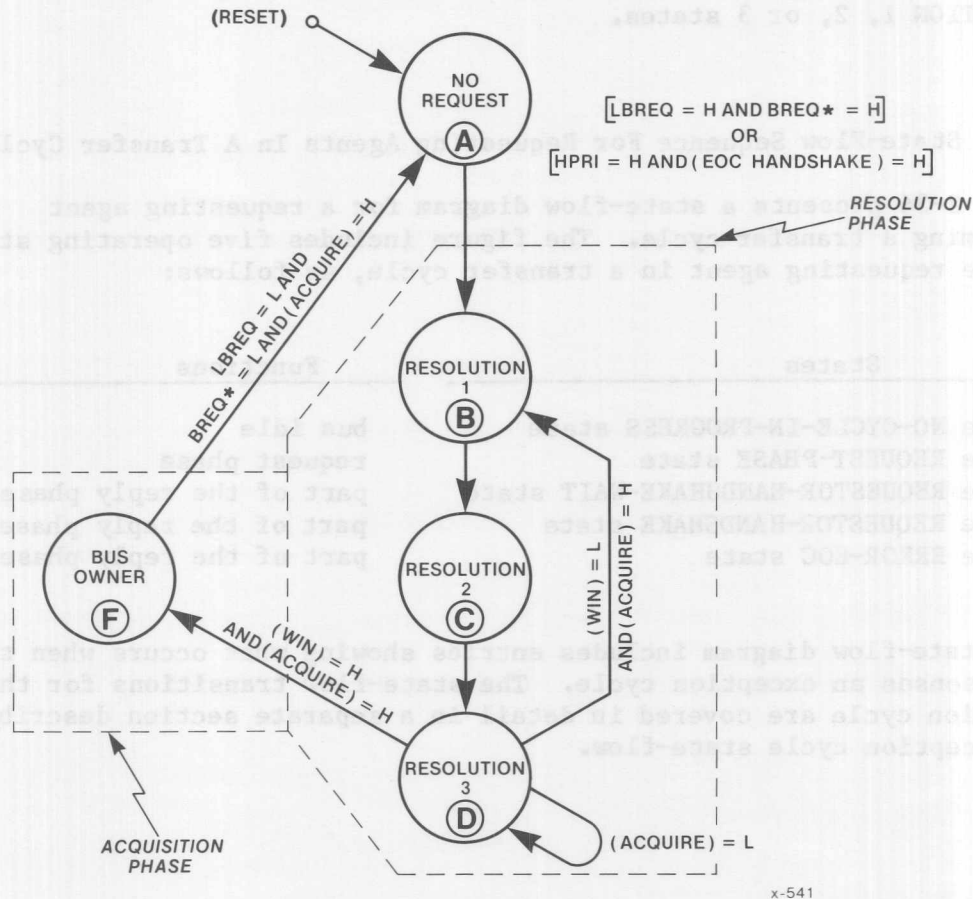 (RESET)
NO
REQUEST
A
[LBREQ = H AND BREQ* = H]
OR
[HPRI = H AND (EOC HANDSHAKE) = H]
RESOLUTION
PHASE
LBREQ = L AND
BREQ* = L AND (ACQUIRE) = H
RESOLUTION
1
B
RESOLUTION
2
C
(WIN) = L
AND (ACQUIRE) = H
BUS
OWNER
F
(WIN) = H
AND (ACQUIRE) = H
RESOLUTION
3
D
(ACQUIRE) = L
ACQUISITION
PHASE
x-541